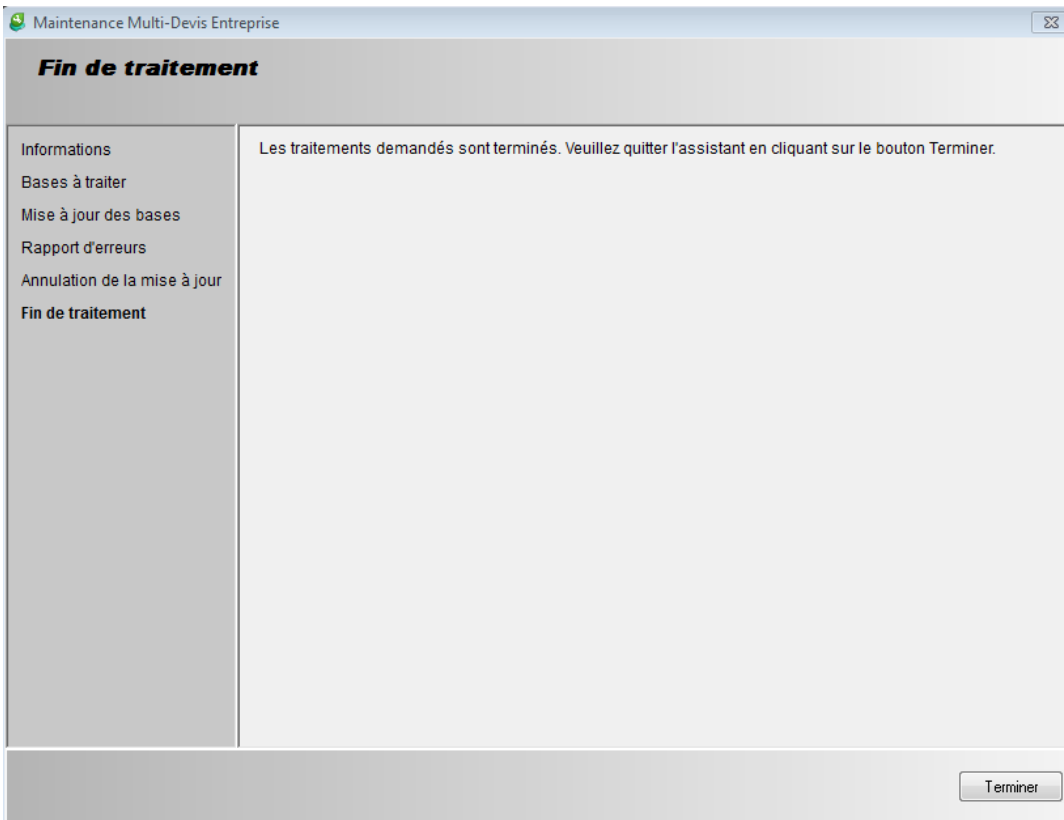 Maintenance Multi-Devis Entreprise
Fin de traitement
Informations
Bases à traiter
Mise à jour des bases
Rapport d'erreurs
Annulation de la mise à jour
Fin de traitement
Les traitements demandés sont terminés. Veuillez quitter l'assistant en cliquant sur le bouton Terminer.
Terminer